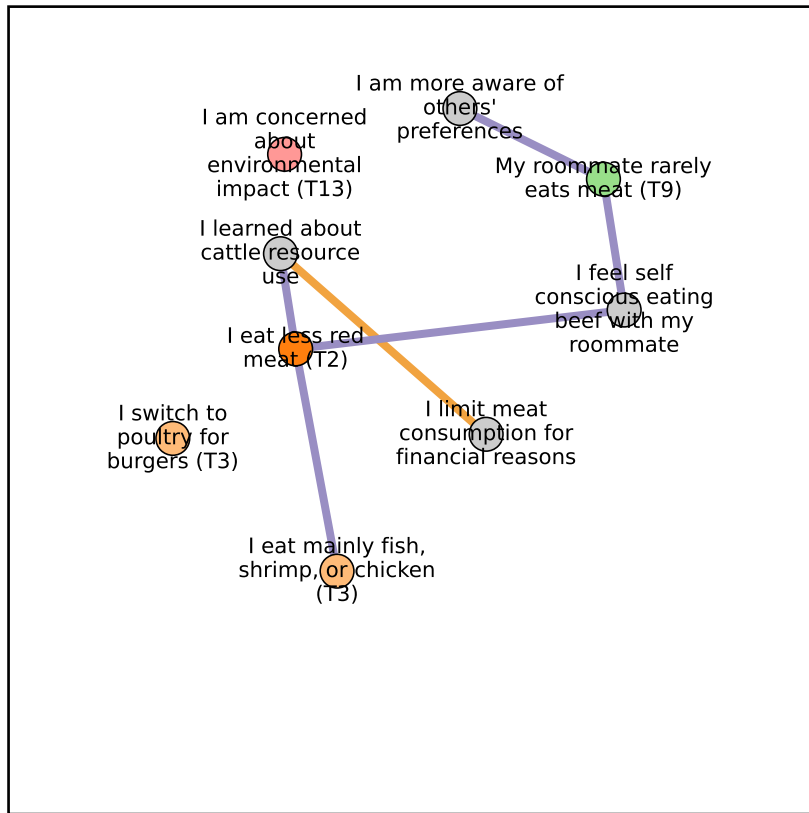 I am more aware of
others'
preferences
I am concerned
about
environmental
impact (T13)
My roommate rarely
eats meat (T9)
I learned about
cattle resource
use
I feel self
conscious eating
beef with my
roommate
I eat less red
meat (T2)
I switch to
poultry for
burgers (T3)
I limit meat
consumption for
financial reasons
I eat mainly fish,
shrimp, or chicken
(T3)